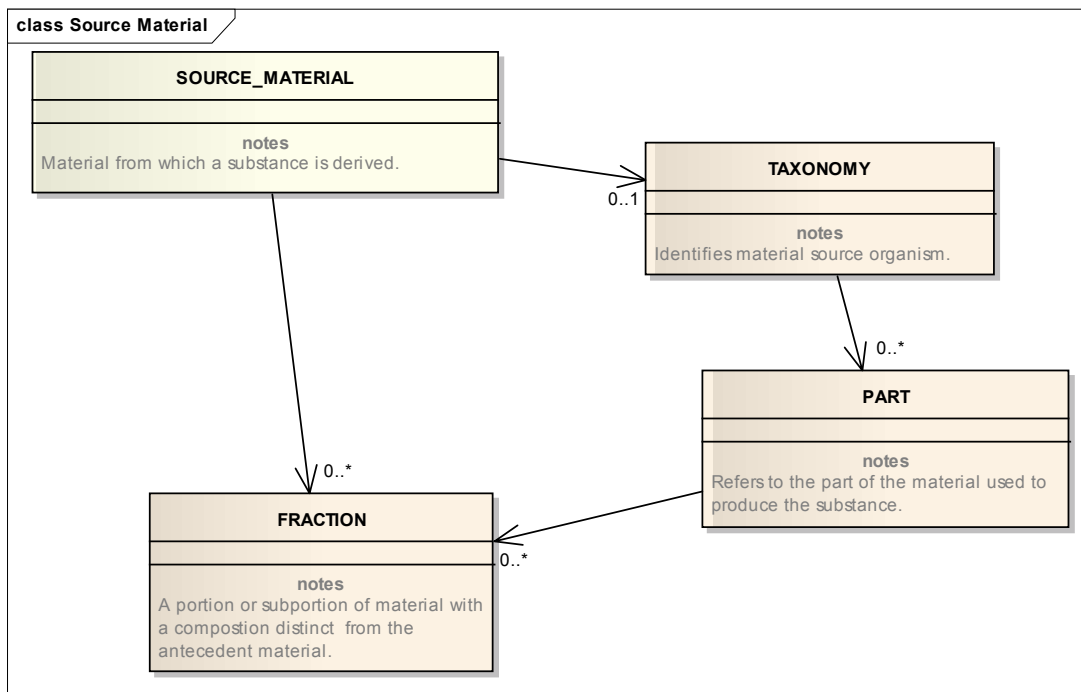 class Source Material
SOURCE_MATERIAL
notes
Material from which a substance is derived.
0..1
TAXONOMY
notes
Identifies material source organism.
0..*
PART
notes
Refers to the part of the material used to
produce the substance.
0..*
FRACTION
0..*
notes
A portion or subportion of material with
a compostion distinct from the
antecedent material.